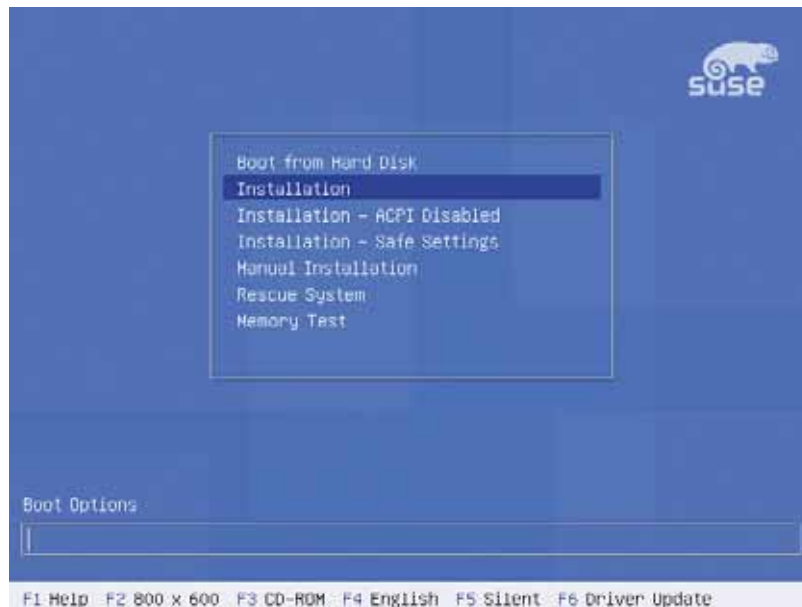 suse
Boot from Hard Disk
Installation
Installation - ACPI Disabled
Installation - Safe Settings
Manual Installation
Rescue System
Memory Test
Boot Options
F1 Help F2 800 x 600 F3 CD-ROM F4 English F5 Silent F6 Driver Update